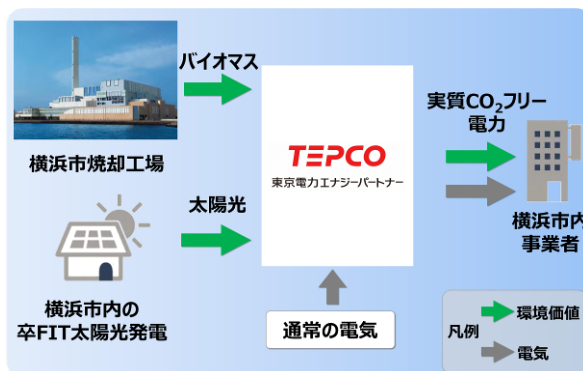 バイオマス
横浜市焼却工場
太陽光
横浜市内の
卒FIT太陽光発電
TEPCO
東京電力エナジーパートナー
通常の電気
実質CO₂フリー
電力
横浜市内
事業者
凡例
環境価値
電気